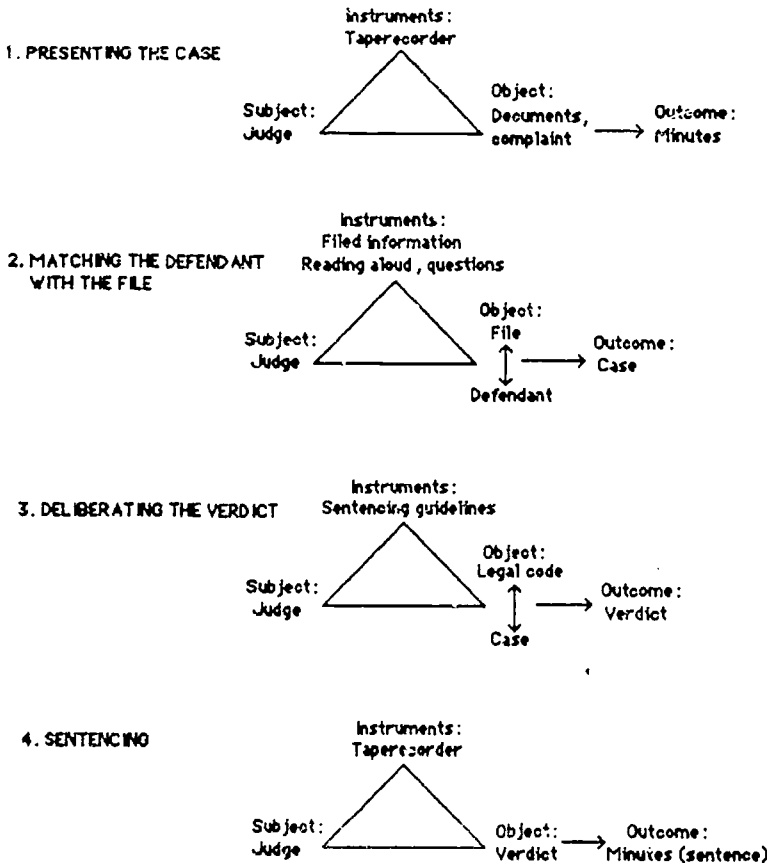 Instruments:
Taperecorder
1. PRESENTING THE CASE
Subject:
Judge
Object:
Documents,
complaint
Outcome:
Minutes
Instruments:
Filed information
Reading aloud, questions
2. MATCHING THE DEFENDANT
WITH THE FILE
Subject:
Judge
Object:
File
Defendant
Outcome:
Case
Instruments:
Sentencing guidelines
3. DELIBERATING THE VERDICT
Subject:
Judge
Object:
Legal code
Case
Outcome:
Verdict
Instruments:
Taperecorder
4. SENTENCING
Subject:
Judge
Object:
Verdict
Outcome:
Minutes (sentence)